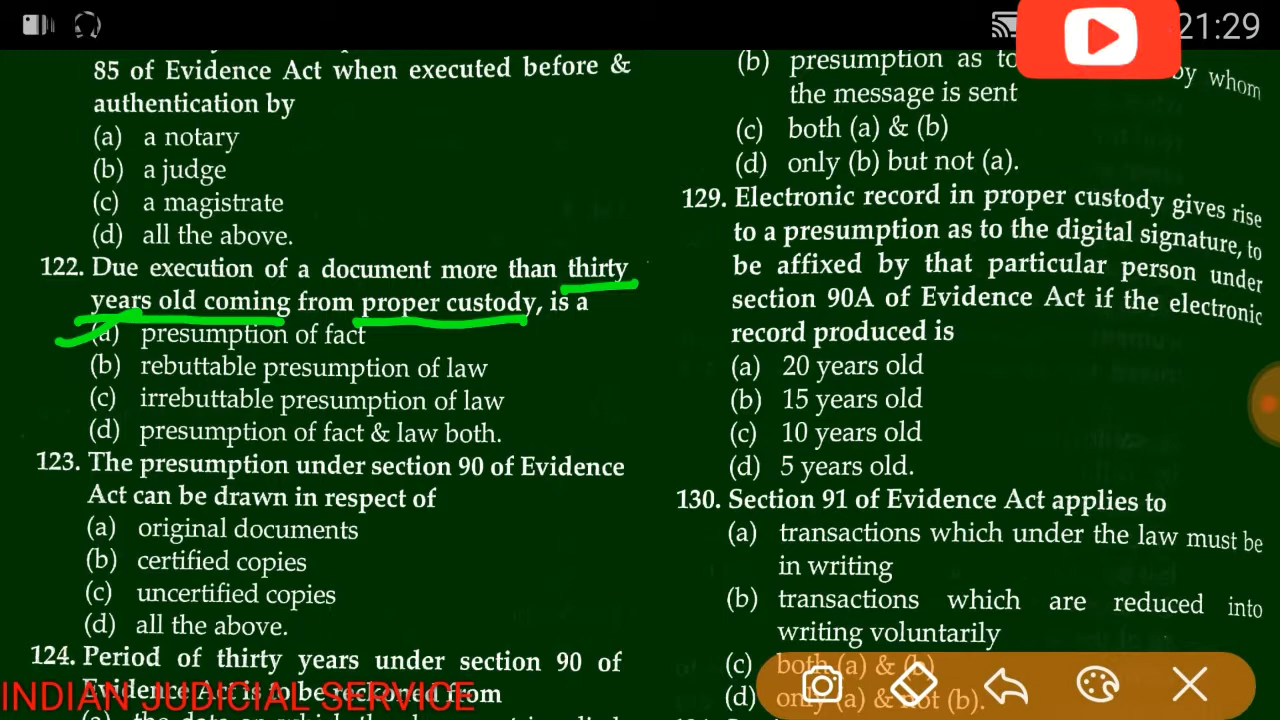 21:29
85 of Evidence Act when executed before &
authentication by
(a) a notary
(b) a judge
(c) a magistrate
(d) all the above.
122. Due execution of a document more than thirty
years old coming from proper custody, is a
(a) presumption of fact
(b) rebuttable presumption of law
(c) irrebuttable presumption of law
(d) presumption of fact & law both.
123. The presumption under section 90 of Evidence
Act can be drawn in respect of
(a) original documents
(b) certified copies
(c) uncertified copies
(d) all the above.
124. Period of thirty years under section 90 of
Evidence Act is to be reckoned from
INDIAN JUDICIAL SERVICE
(b) presumption as to by whom
the message is sent
(c) both (a) & (b)
(d) only (b) but not (a).
129. Electronic record in proper custody gives rise
to a presumption as to the digital signature, to
be affixed by that particular person under
section 90A of Evidence Act if the electronic
record produced is
(a) 20 years old
(b) 15 years old
(c) 10 years old
(d) 5 years old.
130. Section 91 of Evidence Act applies to
(a) transactions which under the law must be
in writing
(b) transactions which are reduced into
writing voluntarily
(c) both (a) & (b)
(d) only (a) & not (b).